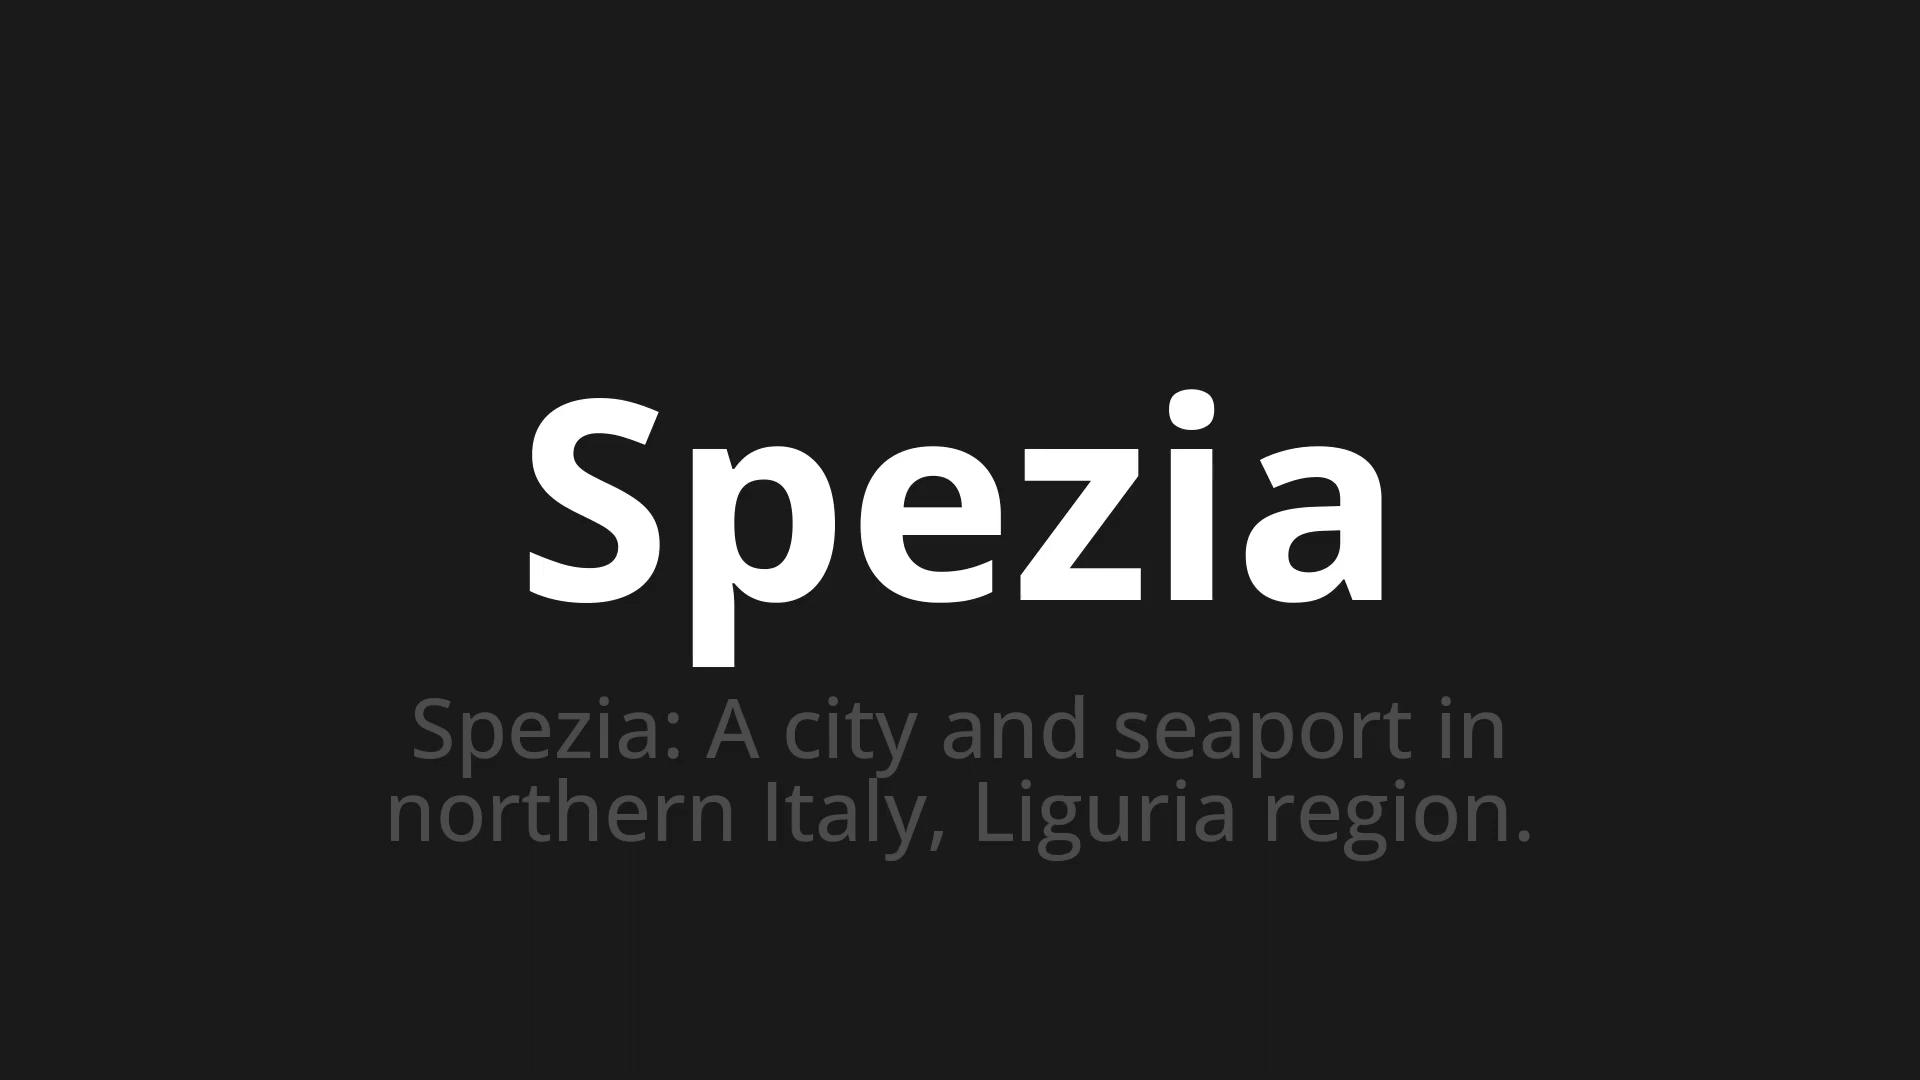 Spezia
Spezia: A city and seaport in
northern Italy, Liguria region.